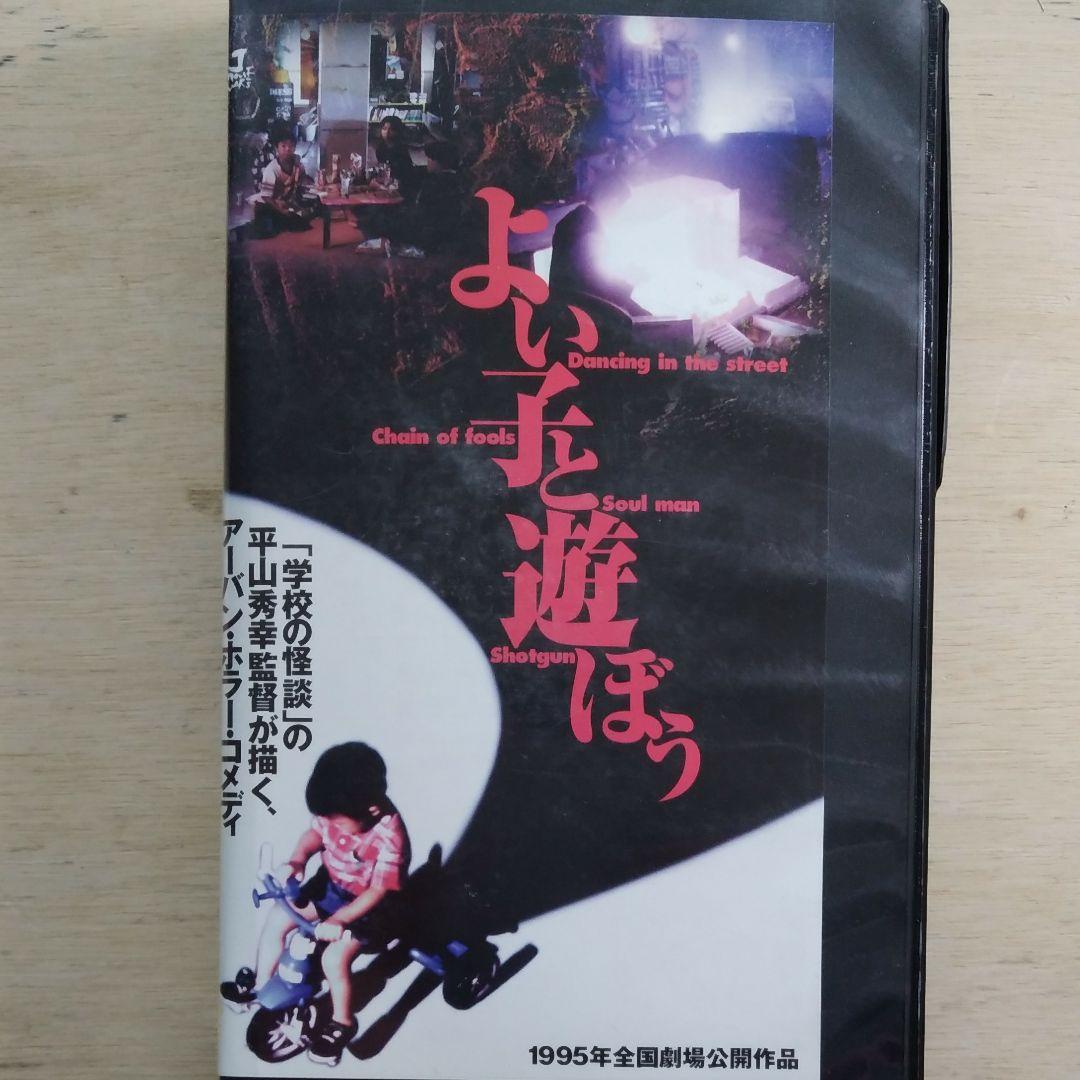 よい子と遊ぼう
Dancing in the street
Chain of fools
Soul man
Shotgun
「学校の怪談」の
平山秀幸監督が描く、
アーバン・ホラー・コメディ
1995年全国劇場公開作品